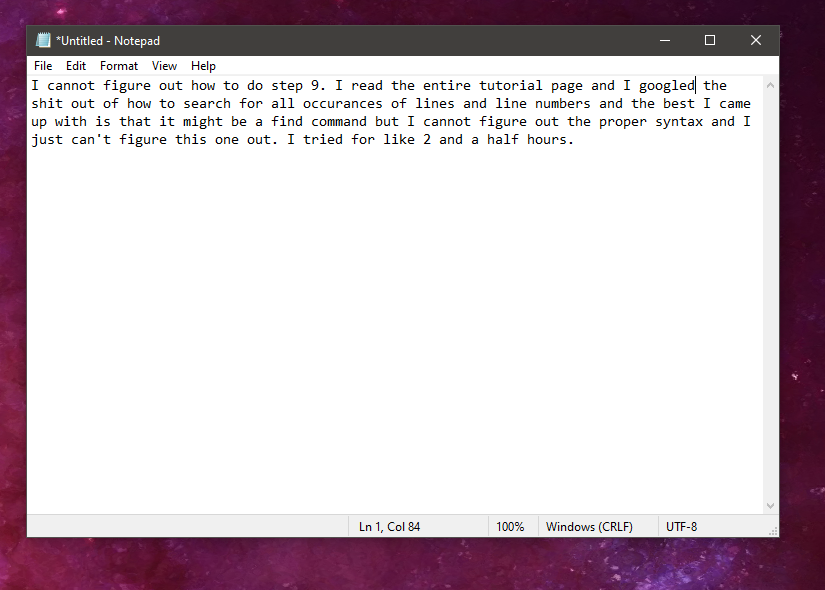 *Untitled - Notepad
File Edit Format View Help
I cannot figure out how to do step 9. I read the entire tutorial page and I googled the
shit out of how to search for all occurances of lines and line numbers and the best I came
up with is that it might be a find command but I cannot figure out the proper syntax and I
just can't figure this one out. I tried for like 2 and a half hours.
Ln 1, Col 84 100% Windows (CRLF) UTF-8